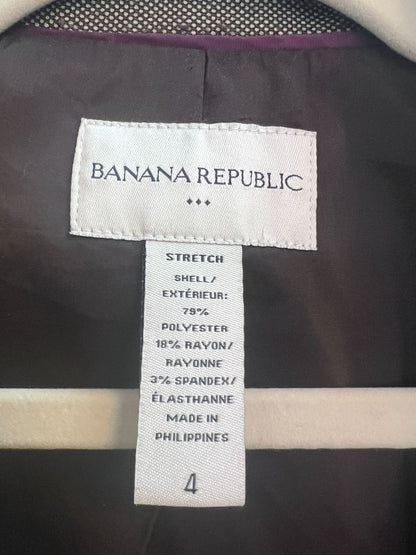 BANANA REPUBLIC
STRETCH
SHELL/
EXTÉRIEUR:
79%
POLYESTER
18% RAYON/
RAYONNE
3% SPANDEX/
ÉLASTHANNE
MADE IN
PHILIPPINES
4